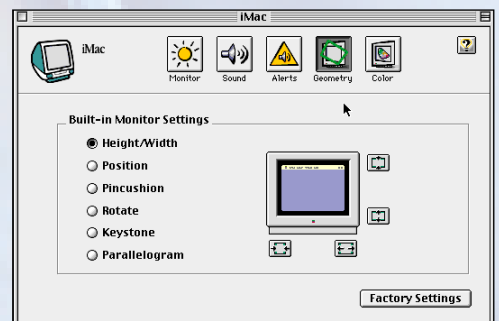 iMac
iMac
Monitor Sound Alerts Geometry Color
?
Built-in Monitor Settings
Height/Width
Position
Pincushion
Rotate
Keystone
Parallelogram
Factory Settings